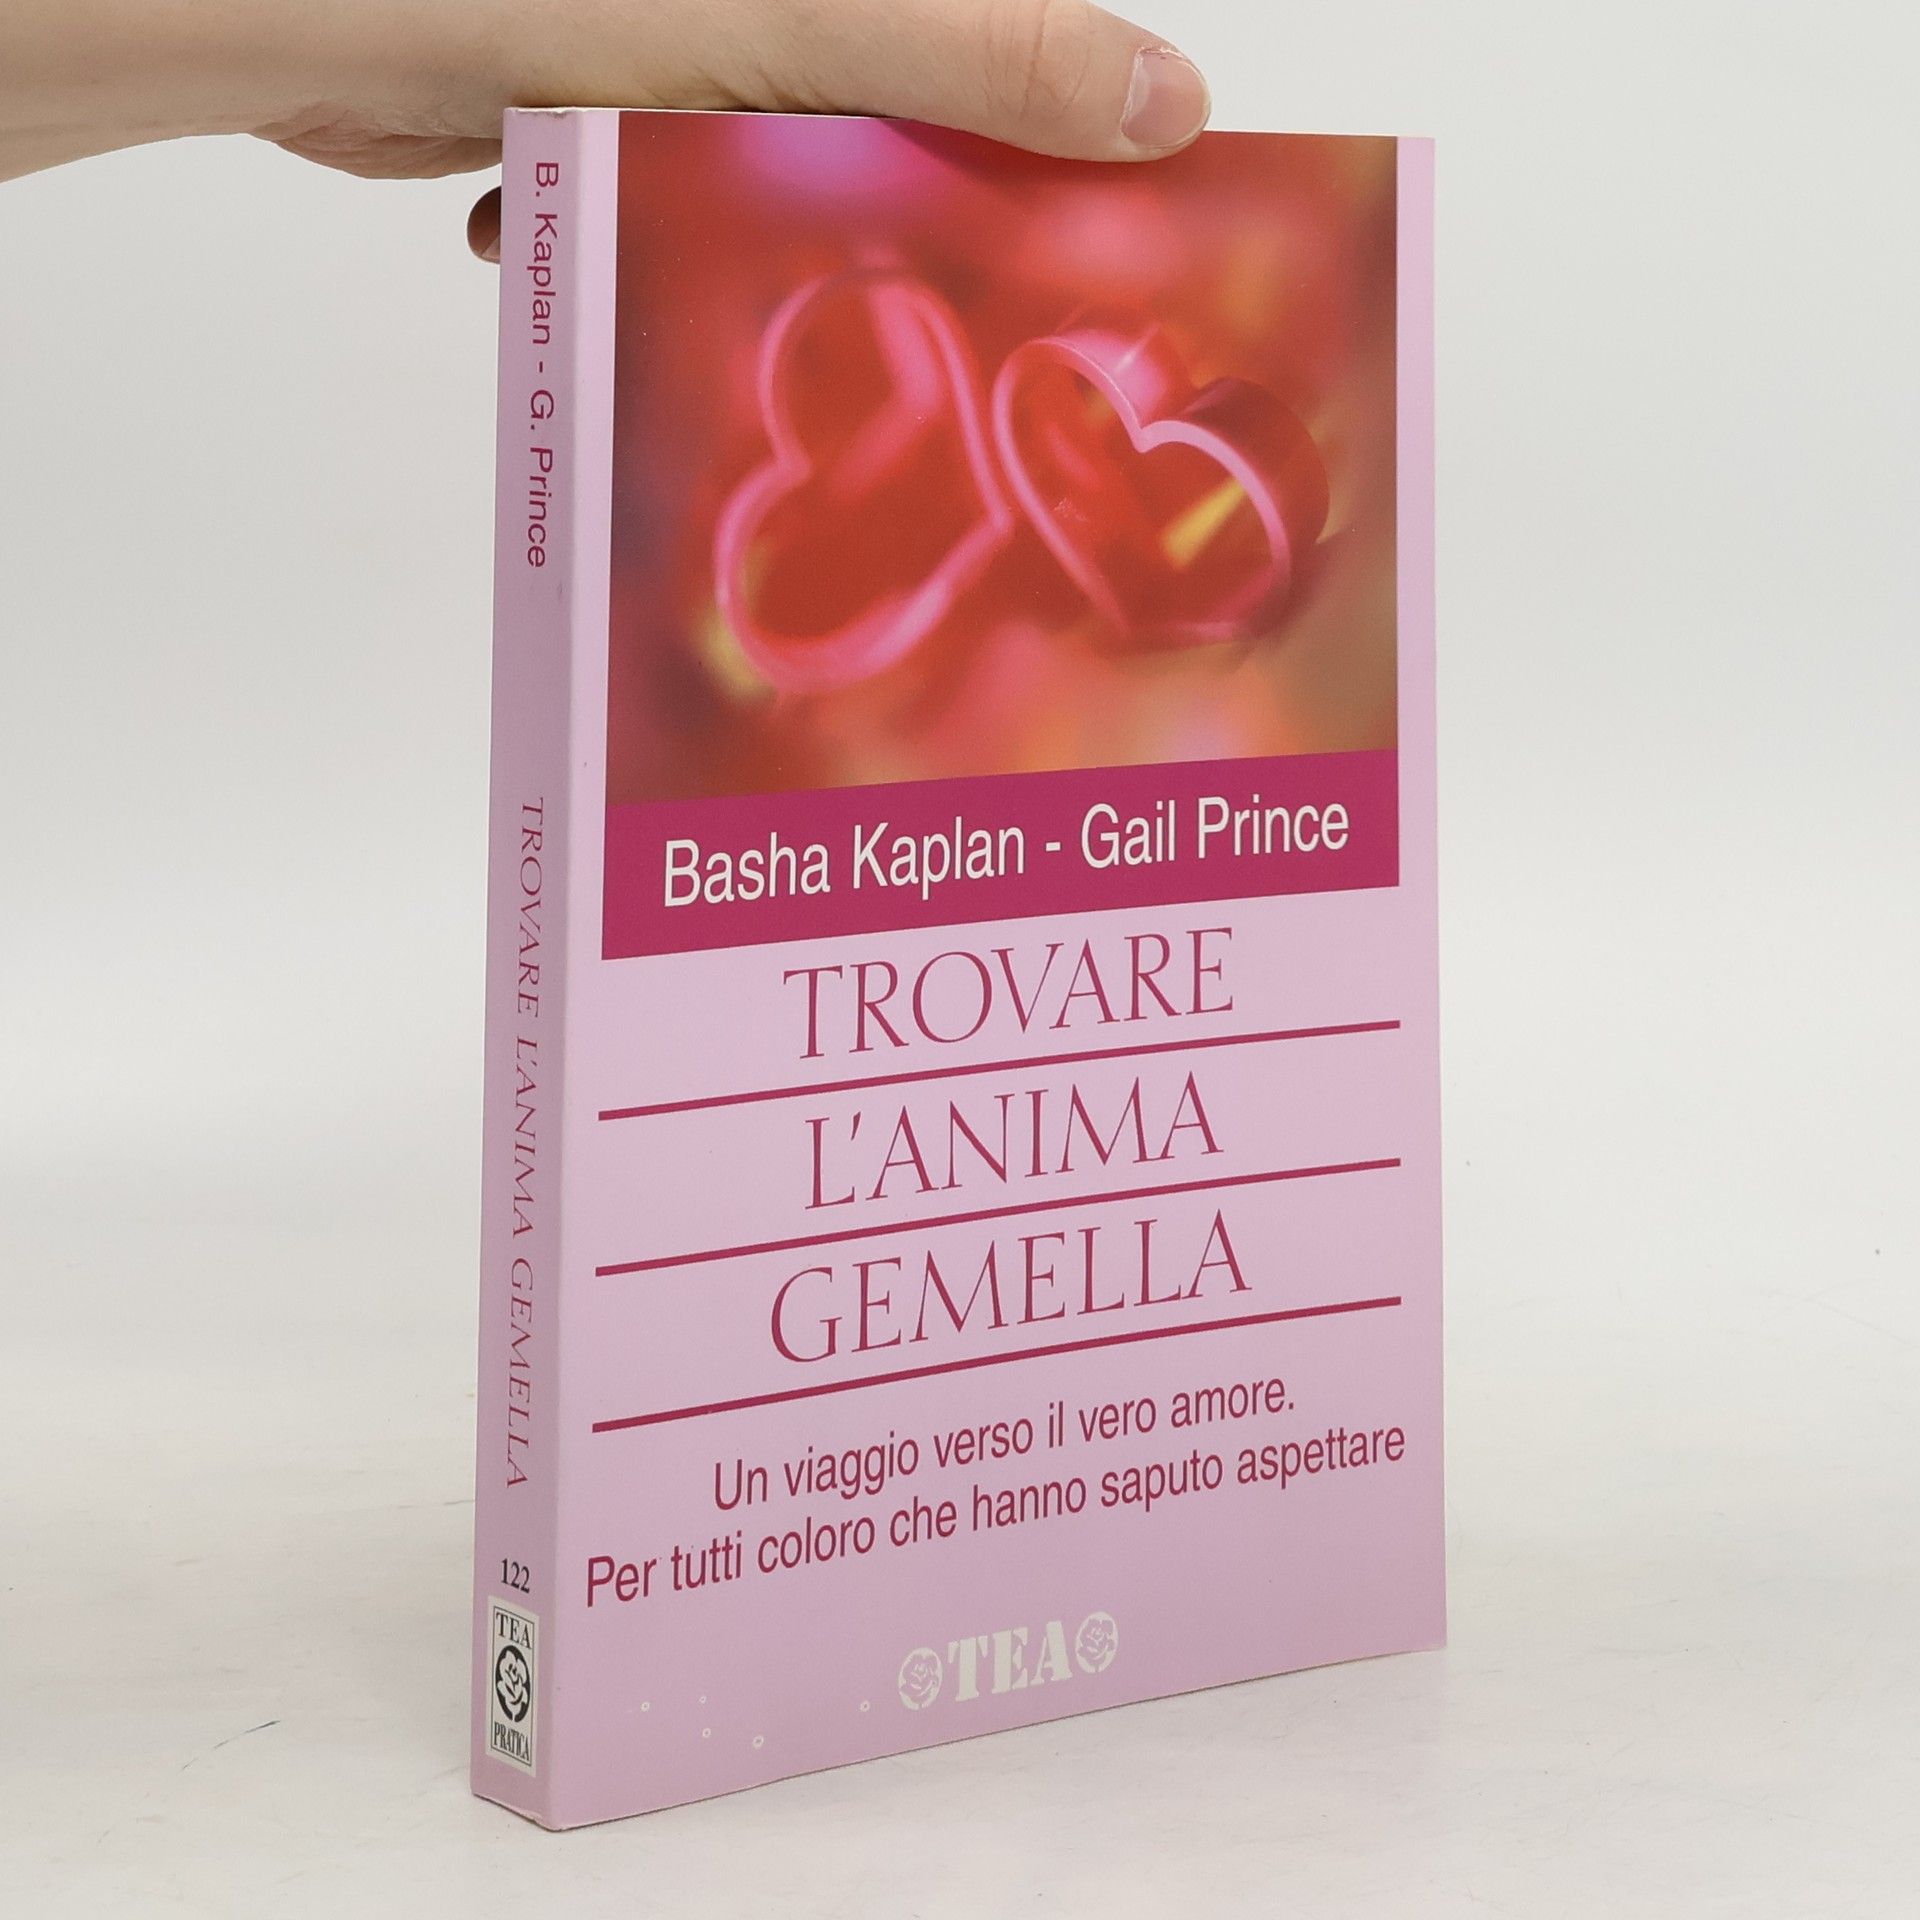 B. Kaplan - G. Prince
TROVARE L'ANIMA GEMELLA
122
TEA
PRATICA
Basha Kaplan - Gail Prince
TROVARE
L'ANIMA
GEMELLA
Un viaggio verso il vero amore.
Per tutti coloro che hanno saputo aspettare
TEA